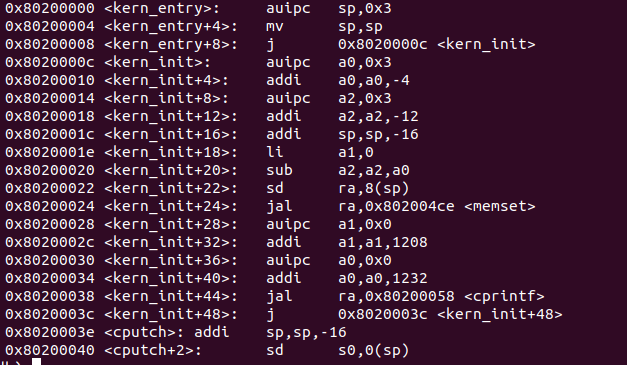 0x80200000 <kern_entry>: auipc sp,0x3
0x80200004 <kern_entry+4>: mv sp,sp
0x80200008 <kern_entry+8>: j 0x8020000c <kern_init>
0x8020000c <kern_init>: auipc a0,0x3
0x80200010 <kern_init+4>: addi a0,a0,-4
0x80200014 <kern_init+8>: auipc a2,0x3
0x80200018 <kern_init+12>: addi a2,a2,-12
0x8020001c <kern_init+16>: addi sp,sp,-16
0x8020001e <kern_init+18>: li a1,0
0x80200020 <kern_init+20>: sub a2,a2,a0
0x80200022 <kern_init+22>: sd ra,8(sp)
0x80200024 <kern_init+24>: jal ra,0x802004ce <memset>
0x80200028 <kern_init+28>: auipc a1,0x0
0x8020002c <kern_init+32>: addi a1,a1,1208
0x80200030 <kern_init+36>: auipc a0,0x0
0x80200034 <kern_init+40>: addi a0,a0,1232
0x80200038 <kern_init+44>: jal ra,0x80200058 <cprintf>
0x8020003c <kern_init+48>: j 0x8020003c <kern_init+48>
0x8020003e <cputch>: addi sp,sp,-16
0x80200040 <cputch+2>: sd s0,0(sp)